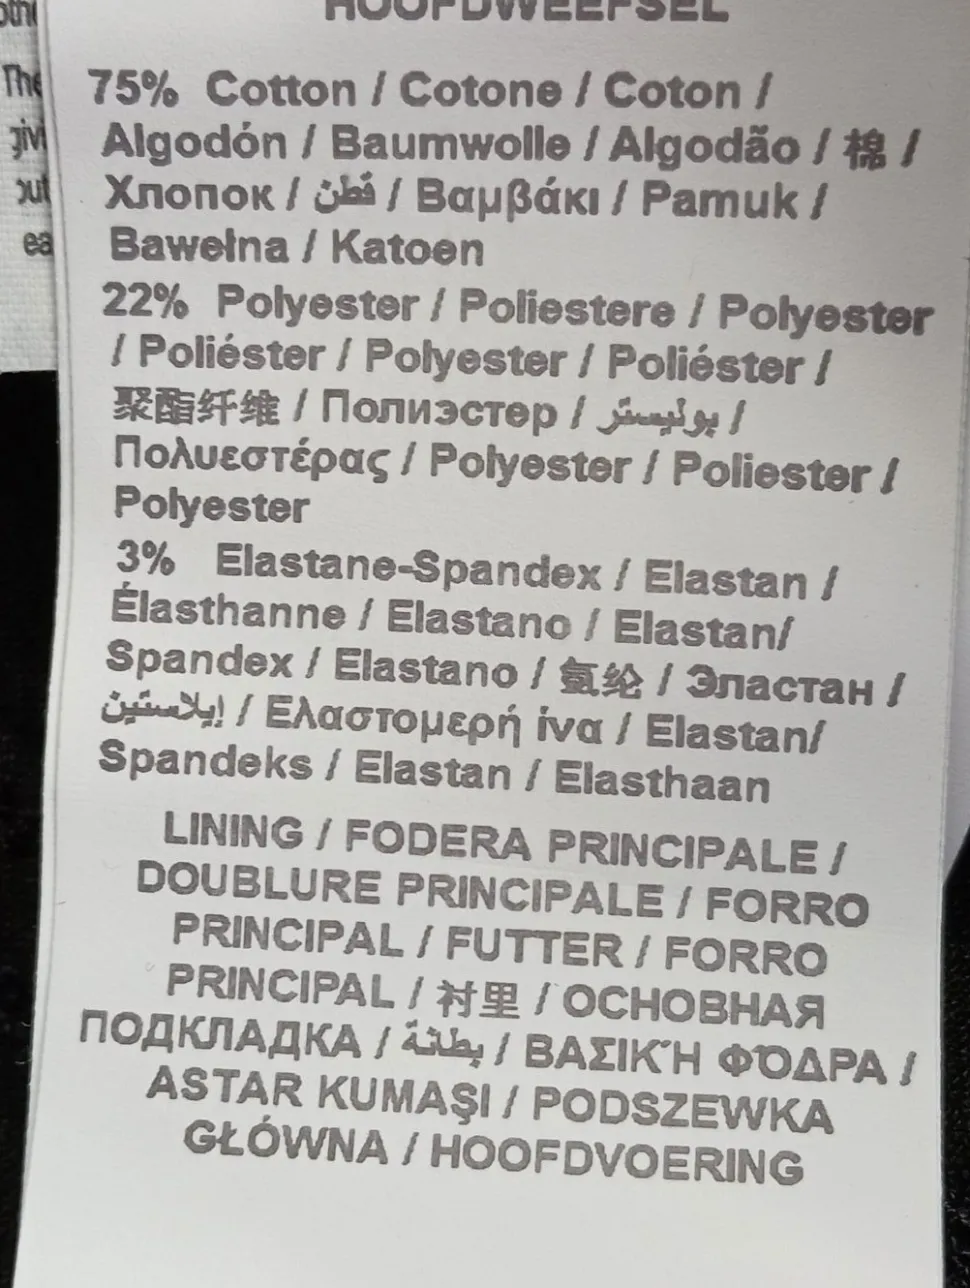 HOOFDWEEFSEL
75% Cotton / Cotone / Coton /
Algodón / Baumwolle / Algodão / 棉 /
Хлопок / قطن / Βαμβάκι / Pamuk /
Bawełna / Katoen
22% Polyester / Poliestere / Polyester
/ Poliéster / Polyester / Poliéster /
聚酯纤维 / Полиэстер / بوليستر /
Πολυεστέρας / Polyester / Poliester /
Polyester
3% Elastane-Spandex / Elastan /
Élasthanne / Elastano / Elastan/
Spandex / Elastano / 氨纶 / Эластан /
إيلاستين / Ελαστομερή ίνα / Elastan/
Spandeks / Elastan / Elasthaan
LINING / FODERA PRINCIPALE /
DOUBLURE PRINCIPALE / FORRO
PRINCIPAL / FUTTER / FORRO
PRINCIPAL / 衬里 / ОСНОВНАЯ
ПОДКЛАДКА / بطانة / ΒΑΣΙΚΉ ΦΌΔΡΑ /
ASTAR KUMAŞI / PODSZEWKA
GŁÓWNA / HOOFDVOERING
The